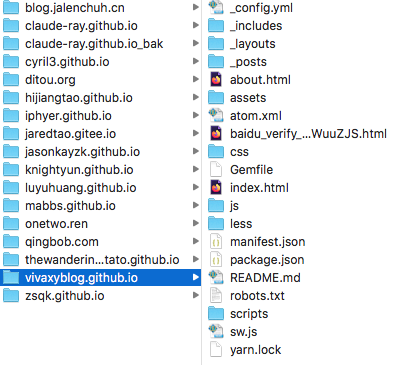 blog.jalenchuh.cn
claude-ray.github.io
claude-ray.github.io_bak
cyril3.github.io
ditou.org
hijiangtao.github.io
iphyer.github.io
jaredtao.gitee.io
jasonkayzk.github.io
knightyun.github.io
luyuhuang.github.io
mabbs.github.io
onetwo.ren
qingbob.com
thewanderin...tato.github.io
vivaxyblog.github.io
zsqk.github.io
_config.yml
_includes
_layouts
_posts
about.html
assets
atom.xml
baidu_verify_...WuuZJS.html
css
Gemfile
index.html
js
less
manifest.json
package.json
README.md
robots.txt
scripts
sw.js
yarn.lock